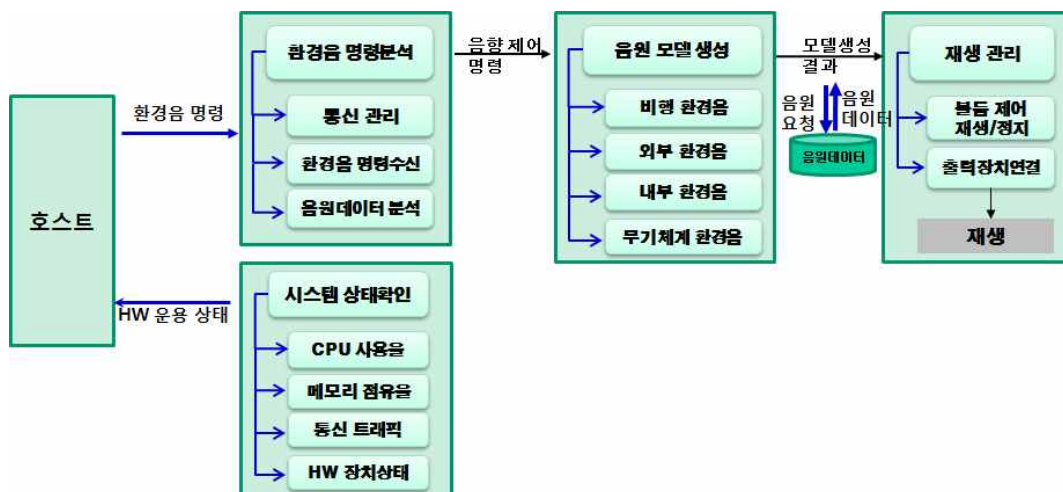 호스트
환경음 명령
HW 운용 상태
환경음 명령분석
통신 관리
환경음 명령수신
음원데이터 분석
시스템 상태확인
CPU 사용율
메모리 점유율
통신 트래픽
HW 장치상태
음향 제어
명령
음원 모델 생성
비행 환경음
외부 환경음
내부 환경음
무기체계 환경음
모델생성
결과
음원
요청
음원
데이터
음원데이터
재생 관리
볼륨 제어
재생/정지
출력장치연결
재생